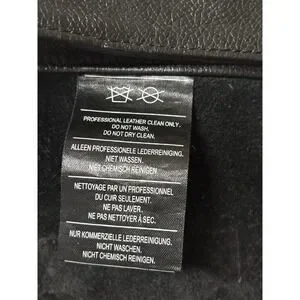 PROFESSIONAL LEATHER CLEAN ONLY.
DO NOT WASH.
DO NOT DRY CLEAN.
ALLEEN PROFESSIONELE LEDERREINIGING.
NIET WASSEN.
NIET CHEMISCH REINIGEN
NETTOYAGE PAR UN PROFESSIONNEL
DU CUIR SEULEMENT.
NE PAS LAVER
NE PAS NETTOYER À SEC.
NUR KOMMERZIELLE LEDERREINIGUNG.
NICHT WASCHEN.
NICHT CHEMISCH REINIGEN.